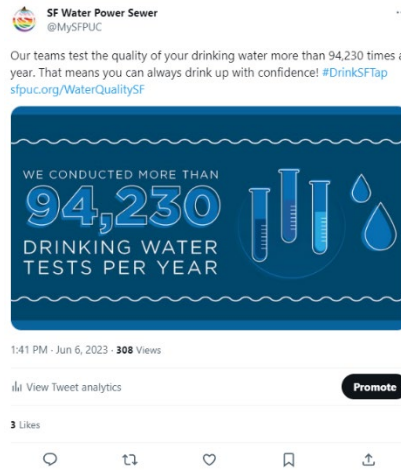 SF Water Power Sewer
@MySFPUC
Our teams test the quality of your drinking water more than 94,230 times a
year. That means you can always drink up with confidence! #DrinkSFTap
sfpuc.org/WaterQualitySF
WE CONDUCTED MORE THAN
94,230
DRINKING WATER
TESTS PER YEAR
1:41 PM · Jun 6, 2023 · 308 Views
View Tweet analytics
Promote
3 Likes